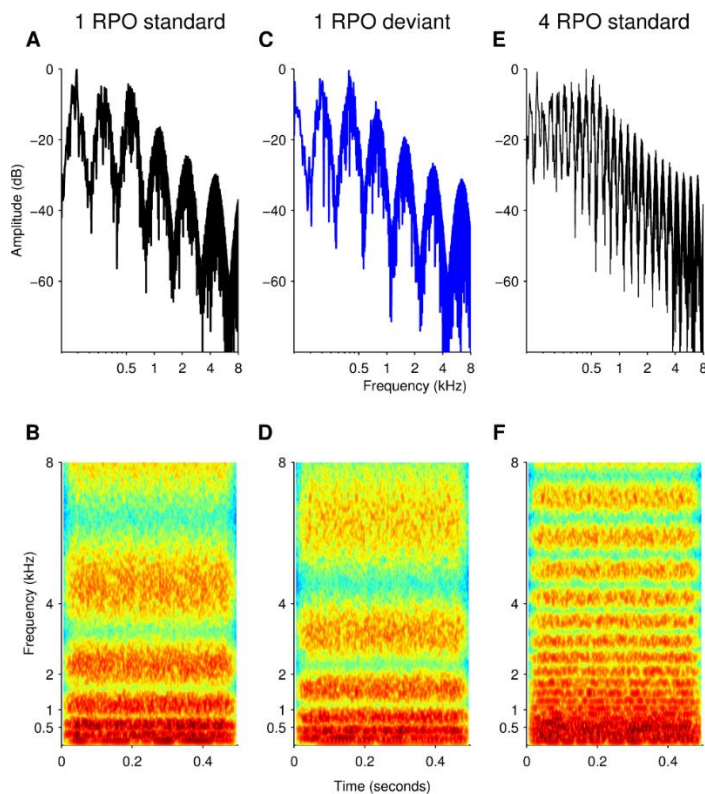 A 1 RPO standard
C 1 RPO deviant
E 4 RPO standard
0
−20
−40
−60
Amplitude (dB)
0.5 1 2 4 8
0
−20
−40
−60
0.5 1 2 4 8
Frequency (kHz)
0
−20
−40
−60
0.5 1 2 4 8
B
8
4
2
1
0.5
Frequency (kHz)
0 0.2 0.4
D
8
4
2
1
0.5
0 0.2 0.4
Time (seconds)
F
8
4
2
1
0.5
0 0.2 0.4